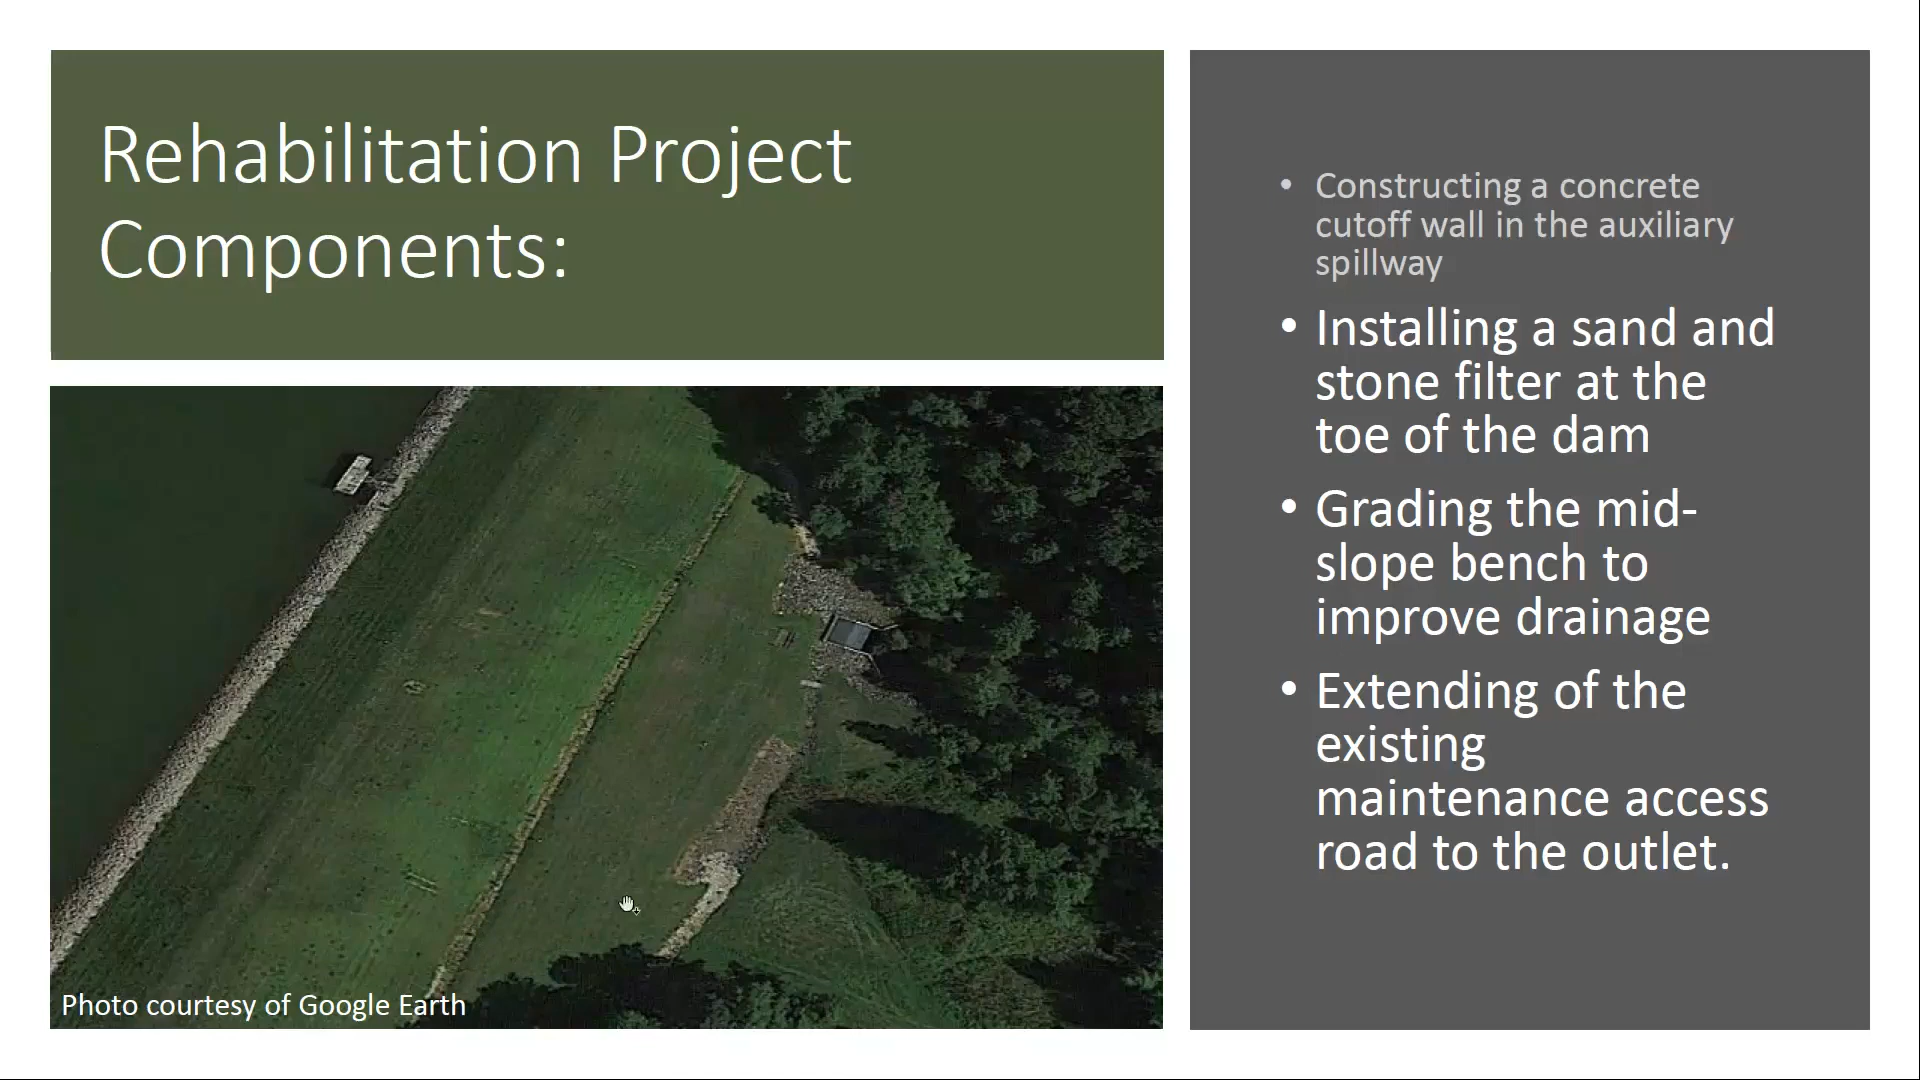 Rehabilitation Project
Components:
• Constructing a concrete
cutoff wall in the auxiliary
spillway
• Installing a sand and
stone filter at the
toe of the dam
• Grading the mid-
slope bench to
improve drainage
• Extending of the
existing
maintenance access
road to the outlet.
Photo courtesy of Google Earth